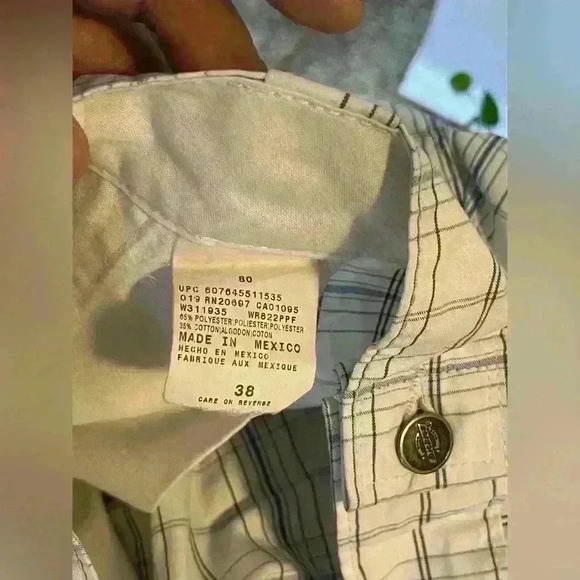 80
UPC 607645511535
019 RN20697 CA01095
W311935 WR622PPF
65% POLYESTER;POLIESTER;POLYESTER
35% COTTON;ALGODON;COTON
MADE IN MEXICO
HECHO EN MEXICO
FABRIQUE AUX MEXIQUE
38
CARE ON REVERSE